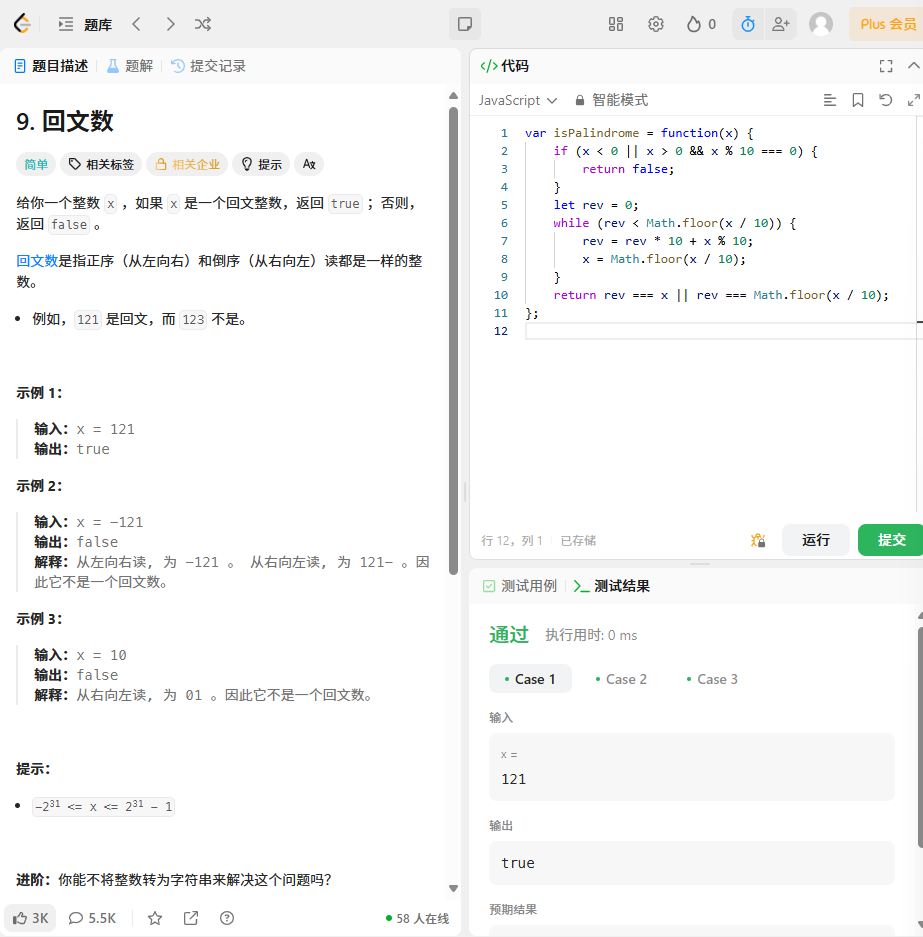 题库
0
Plus 会员
题目描述
题解
提交记录
9. 回文数
简单
相关标签
相关企业
提示
给你一个整数 x ，如果 x 是一个回文整数，返回 true ；否则，
返回 false 。
回文数是指正序（从左向右）和倒序（从右向左）读都是一样的整
数。
• 例如，121 是回文，而 123 不是。
示例 1：
输入：x = 121
输出：true
示例 2：
输入：x = -121
输出：false
解释：从左向右读, 为 -121 。 从右向左读, 为 121- 。因
此它不是一个回文数。
示例 3：
输入：x = 10
输出：false
解释：从右向左读, 为 01 。因此它不是一个回文数。
提示：
• -2³¹ <= x <= 2³¹ - 1
进阶：你能不将整数转为字符串来解决这个问题吗？
3K
5.5K
58 人在线
</> 代码
JavaScript
智能模式
1 var isPalindrome = function(x) {
2     if (x < 0 || x > 0 && x % 10 === 0) {
3         return false;
4     }
5     let rev = 0;
6     while (rev < Math.floor(x / 10)) {
7         rev = rev * 10 + x % 10;
8         x = Math.floor(x / 10);
9     }
10     return rev === x || rev === Math.floor(x / 10);
11 };
12
行 12，列 1
已存储
运行
提交
测试用例
>_ 测试结果
通过
执行用时: 0 ms
• Case 1
• Case 2
• Case 3
输入
x =
121
输出
true
预期结果